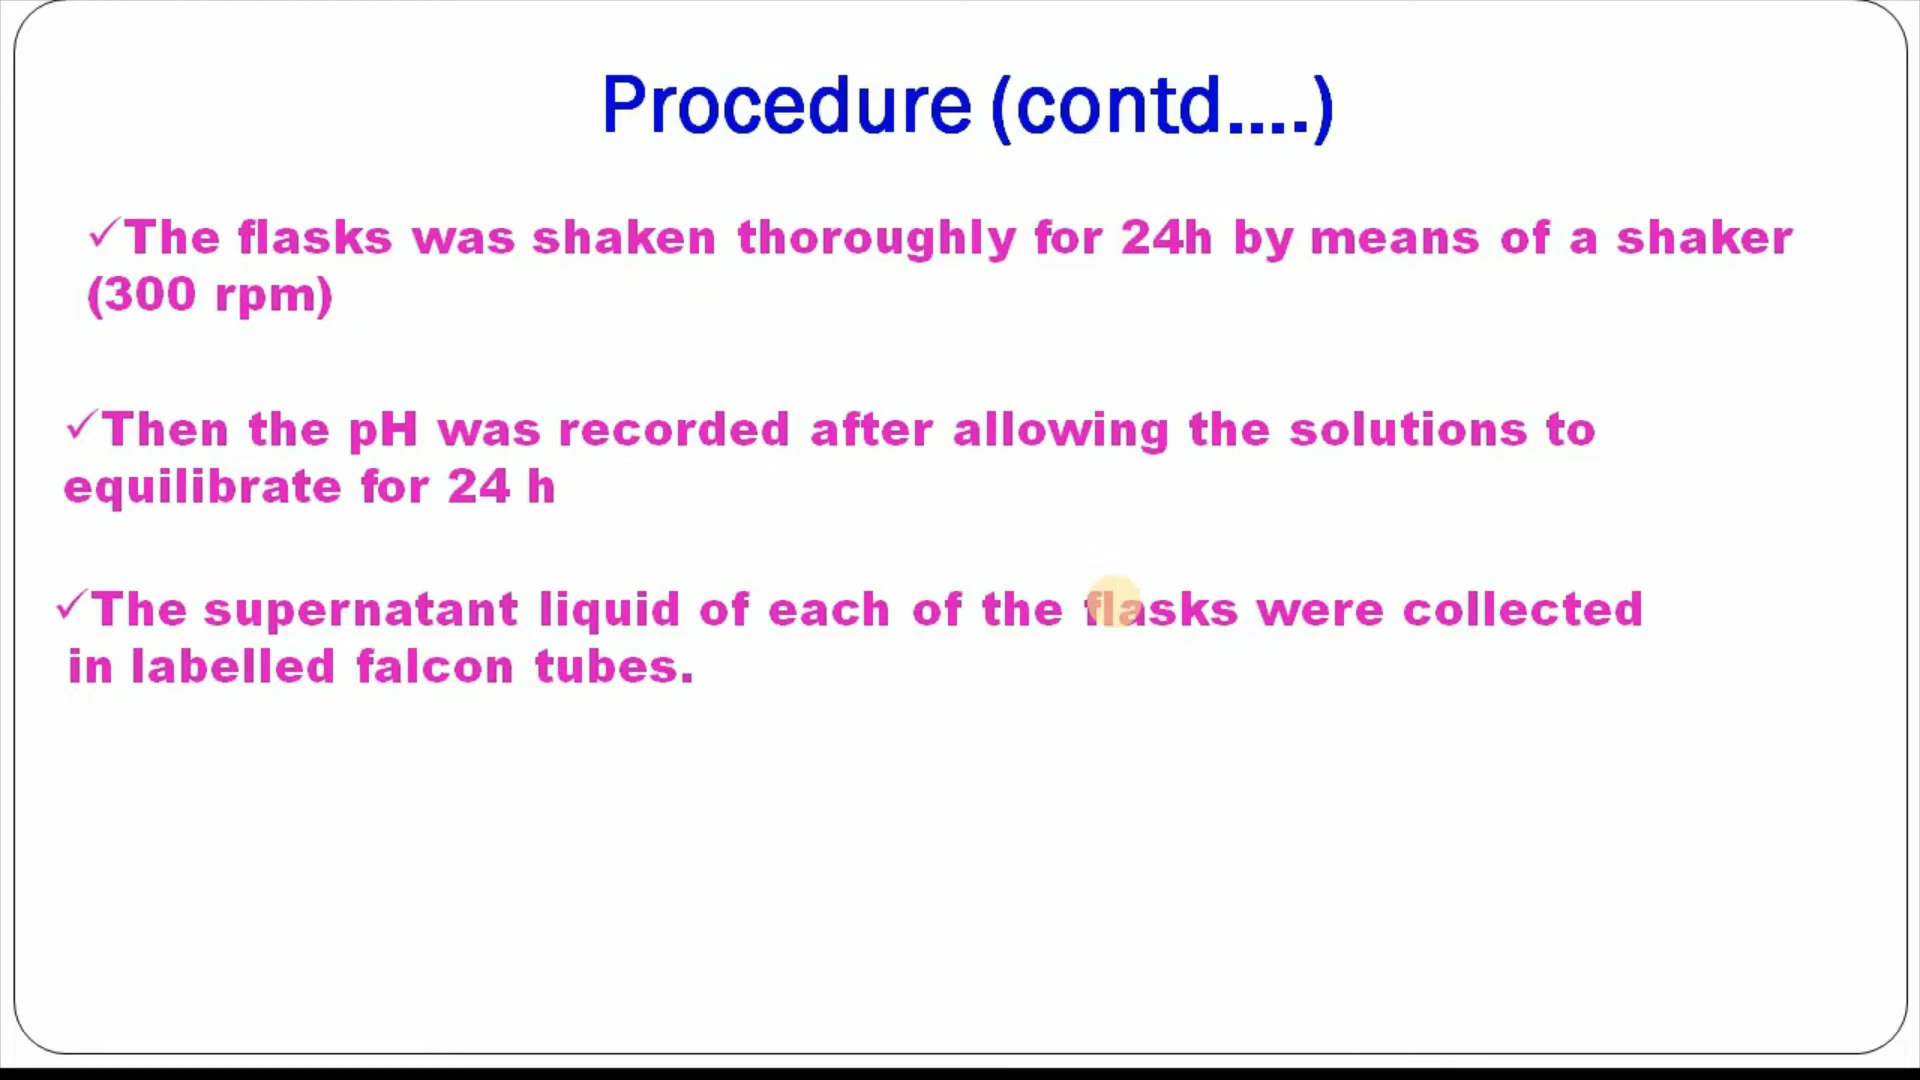 Procedure (contd....)
✓The flasks was shaken thoroughly for 24h by means of a shaker
(300 rpm)
✓Then the pH was recorded after allowing the solutions to
equilibrate for 24 h
✓The supernatant liquid of each of the flasks were collected
in labelled falcon tubes.